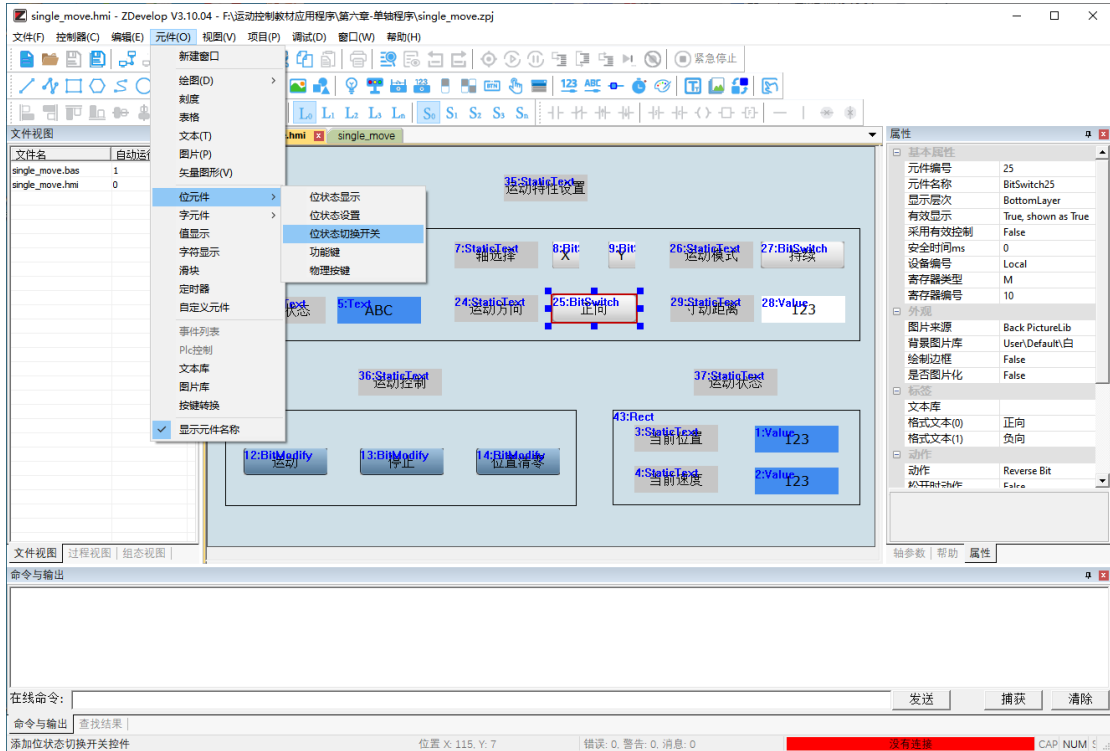 single_move.hmi - ZDevelop V3.10.04 - F:\运动控制教材应用程序\第六章-单轴程序\single_move.zpj
文件(F) 控制器(C) 编辑(E) 元件(O) 视图(V) 项目(P) 调试(D) 窗口(W) 帮助(H)
紧急停止
L₀ L₁ L₂ L₃ Lₙ S₀ S₁ S₂ S₃ Sₙ
文件视图
文件名 自动运行
single_move.bas 1
single_move.hmi 0
新建窗口
绘图(D)
刻度
表格
文本(T)
图片(P)
矢量图形(V)
位元件
字元件
值显示
字符显示
滑块
定时器
自定义元件
事件列表
Plc控制
文本库
图片库
按键转换
显示元件名称
位状态显示
位状态设置
位状态切换开关
功能键
物理按键
.hmi single_move
35:StaticText
运动特性设置
7:StaticText 8:Bit 9:Bit 26:StaticText 27:BitSwitch
轴选择 X Y 运动模式 持续
5:Text 24:StaticText 25:BitSwitch 29:StaticText 28:Value
状态 ABC 运动方向 正向 寸动距离 123
36:StaticText 37:StaticText
运动控制 运动状态
43:Rect
3:StaticText 1:Value
当前位置 123
12:BitModify 13:BitModify 14:BitModify
运动 停止 位置清零
4:StaticText 2:Value
当前速度 123
属性
基本属性
元件编号 25
元件名称 BitSwitch25
显示层次 BottomLayer
有效显示 True, shown as True
采用有效控制 False
安全时间ms 0
设备编号 Local
寄存器类型 M
寄存器编号 10
外观
图片来源 Back PictureLib
背景图片库 User\Default\白
绘制边框 False
是否图片化 False
标签
文本库
格式文本(0) 正向
格式文本(1) 负向
动作
动作 Reverse Bit
松开时动作 False
文件视图 过程视图 组态视图
轴参数 帮助 属性
命令与输出
在线命令: 发送 捕获 清除
命令与输出 查找结果
添加位状态切换开关控件 位置 X: 115, Y: 7 错误: 0, 警告: 0, 消息: 0 没有连接 CAP NUM